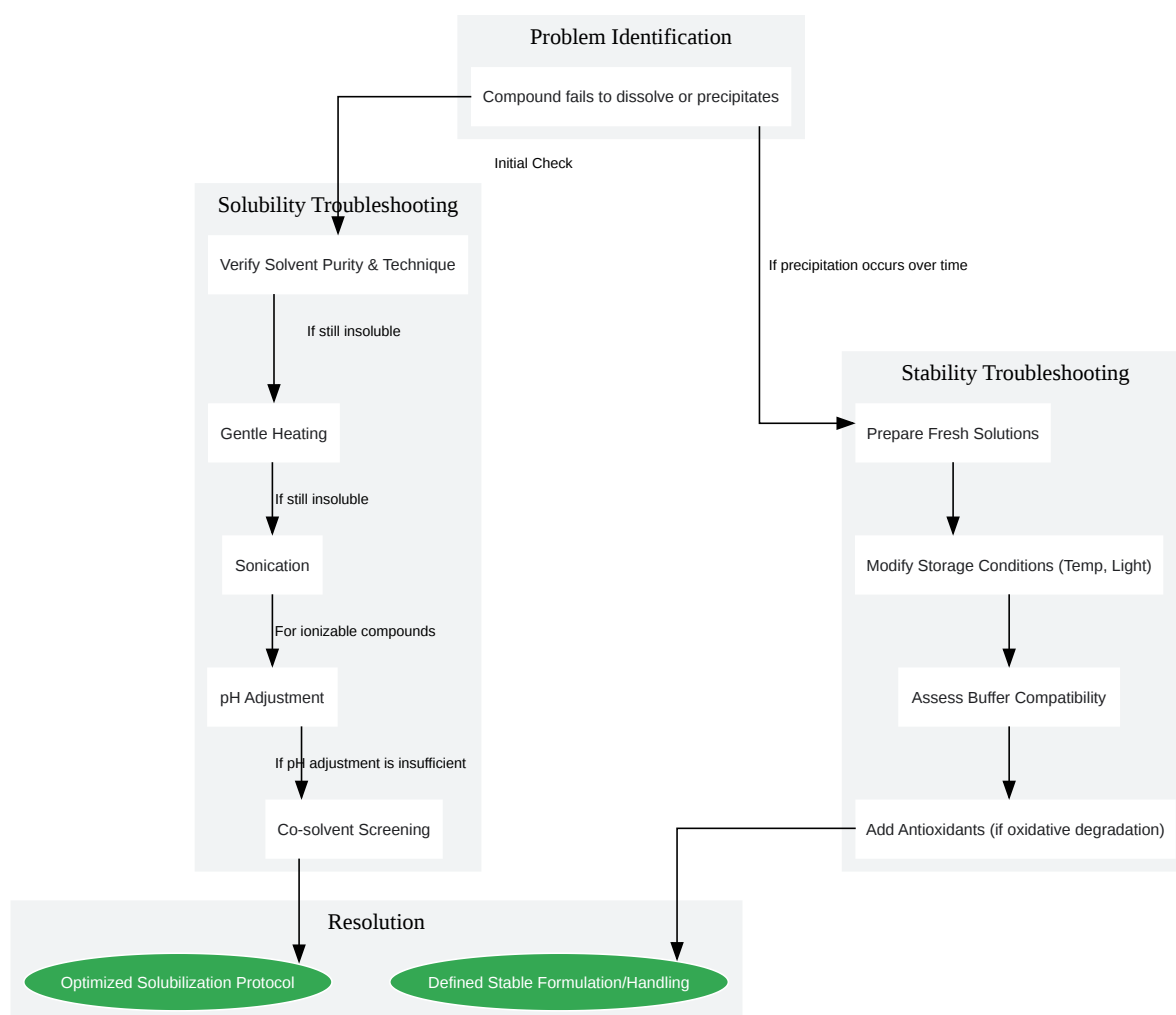 Problem Identification
Compound fails to dissolve or precipitates
Initial Check
Solubility Troubleshooting
Verify Solvent Purity & Technique
If precipitation occurs over time
If still insoluble
Stability Troubleshooting
Gentle Heating
Prepare Fresh Solutions
If still insoluble
Sonication
Modify Storage Conditions (Temp, Light)
For ionizable compounds
pH Adjustment
Assess Buffer Compatibility
If pH adjustment is insufficient
Co-solvent Screening
Add Antioxidants (if oxidative degradation)
Resolution
Optimized Solubilization Protocol
Defined Stable Formulation/Handling